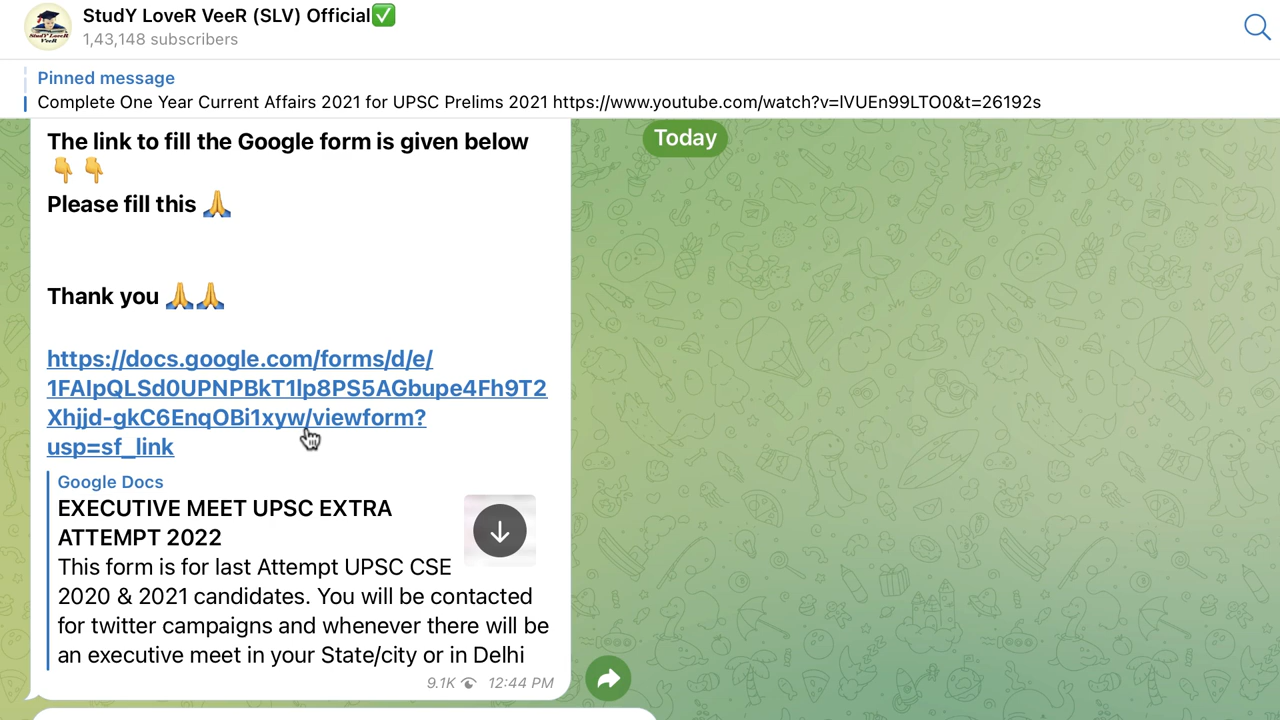 StudY LoveR VeeR (SLV) Official✅
1,43,148 subscribers
Pinned message
Complete One Year Current Affairs 2021 for UPSC Prelims 2021 https://www.youtube.com/watch?v=lVUEn99LTO0&t=26192s
Today
The link to fill the Google form is given below
👇👇
Please fill this 🙏
Thank you 🙏🙏
https://docs.google.com/forms/d/e/
1FAIpQLSd0UPNPBkT1lp8PS5AGbupe4Fh9T2
Xhjjd-gkC6EnqOBi1xyw/viewform?
usp=sf_link
Google Docs
EXECUTIVE MEET UPSC EXTRA
ATTEMPT 2022
This form is for last Attempt UPSC CSE
2020 & 2021 candidates. You will be contacted
for twitter campaigns and whenever there will be
an executive meet in your State/city or in Delhi
9.1K 12:44 PM